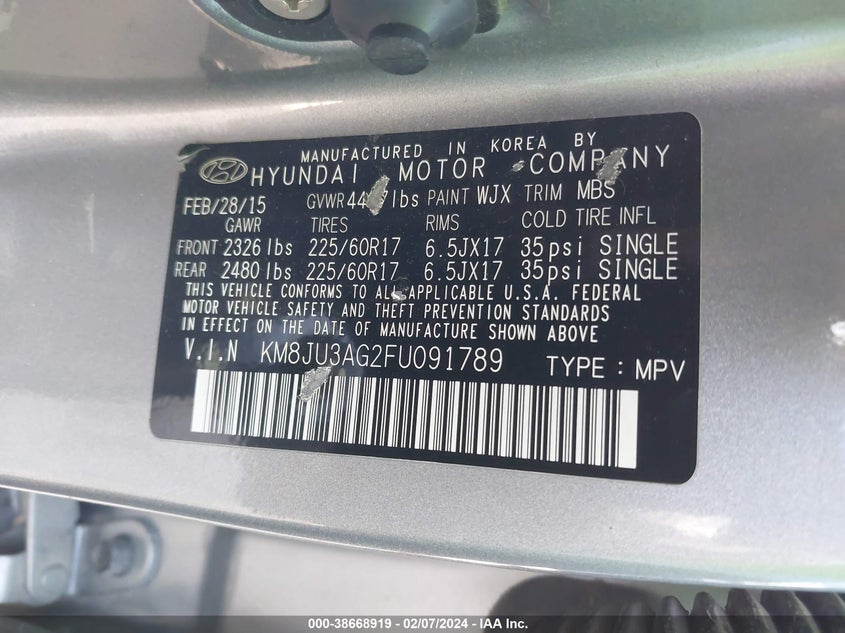 MANUFACTURED IN KOREA BY
HYUNDAI MOTOR COMPANY
FEB/28/15 GVWR lbs PAINT WJX TRIM MBS
GAWR TIRES RIMS COLD TIRE INFL
FRONT 2326 lbs 225/60R17 6.5JX17 35psi SINGLE
REAR 2480 lbs 225/60R17 6.5JX17 35psi SINGLE
THIS VEHICLE CONFORMS TO ALL APPLICABLE U.S.A. FEDERAL
MOTOR VEHICLE SAFETY AND THEFT PREVENTION STANDARDS
IN EFFECT ON THE DATE OF MANUFACTURE SHOWN ABOVE
V.I.N KM8JU3AG2FU091789 TYPE : MPV
000-38668919 - 02/07/2024 - IAA Inc.